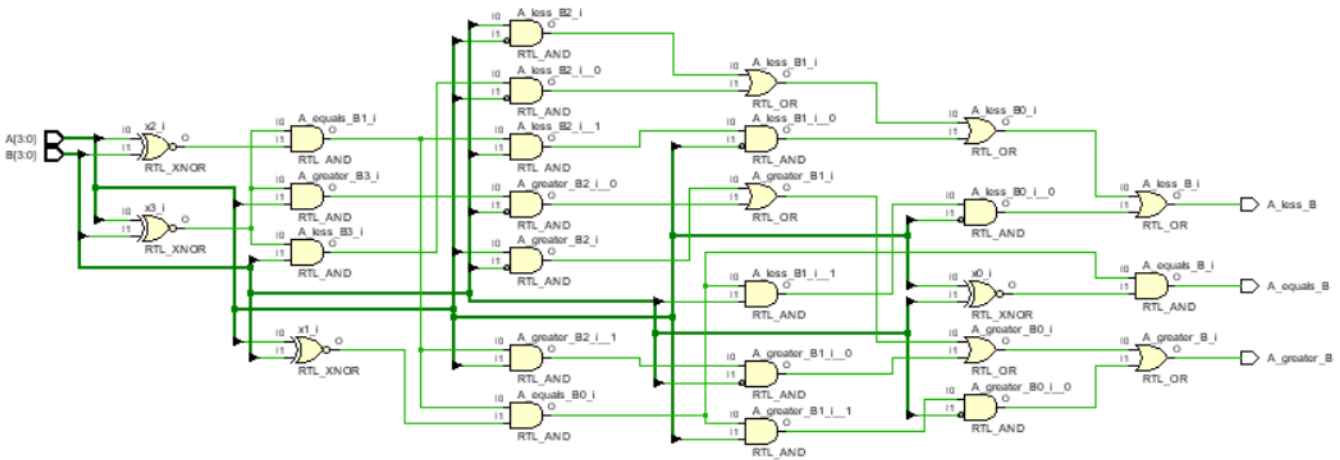 A[3:0]
B[3:0]
I0
I1
x2_i
O
RTL_XNOR
I0
I1
x3_i
O
RTL_XNOR
I0
I1
A_equals_B1_i
O
RTL_AND
I0
I1
A_greater_B3_i
O
RTL_AND
I0
I1
A_less_B3_i
O
RTL_AND
I0
I1
x1_i
O
RTL_XNOR
I0
I1
A_less_B2_i
O
RTL_AND
I0
I1
A_less_B2_i__0
O
RTL_AND
I0
I1
A_less_B2_i__1
O
RTL_AND
I0
I1
A_greater_B2_i__0
O
RTL_AND
I0
I1
A_greater_B2_i
O
RTL_AND
I0
I1
A_greater_B2_i__1
O
RTL_AND
I0
I1
A_equals_B0_i
O
RTL_AND
I0
I1
A_less_B1_i
O
RTL_OR
I0
I1
A_less_B1_i__0
O
RTL_AND
I0
I1
A_greater_B1_i
O
RTL_OR
I0
I1
A_less_B1_i__1
O
RTL_AND
I0
I1
A_greater_B1_i__0
O
RTL_AND
I0
I1
A_greater_B1_i__1
O
RTL_AND
I0
I1
A_less_B0_i
O
RTL_OR
I0
I1
A_less_B0_i__0
O
RTL_AND
I0
I1
x0_i
O
RTL_XNOR
I0
I1
A_greater_B0_i
O
RTL_OR
I0
I1
A_greater_B0_i__0
O
RTL_AND
I0
I1
A_less_B_i
O
RTL_OR
I0
I1
A_equals_B_i
O
RTL_AND
I0
I1
A_greater_B_i
O
RTL_OR
A_less_B
A_equals_B
A_greater_B